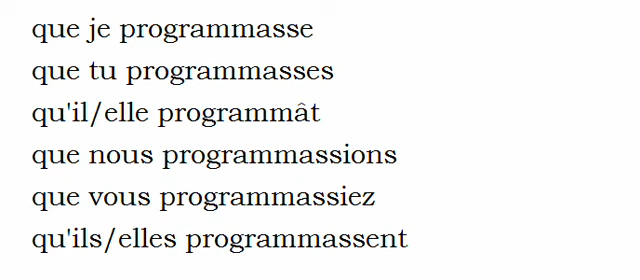 que je programmasse
que tu programmasses
qu'il/elle programmât
que nous programmassions
que vous programmassiez
qu'ils/elles programmassent